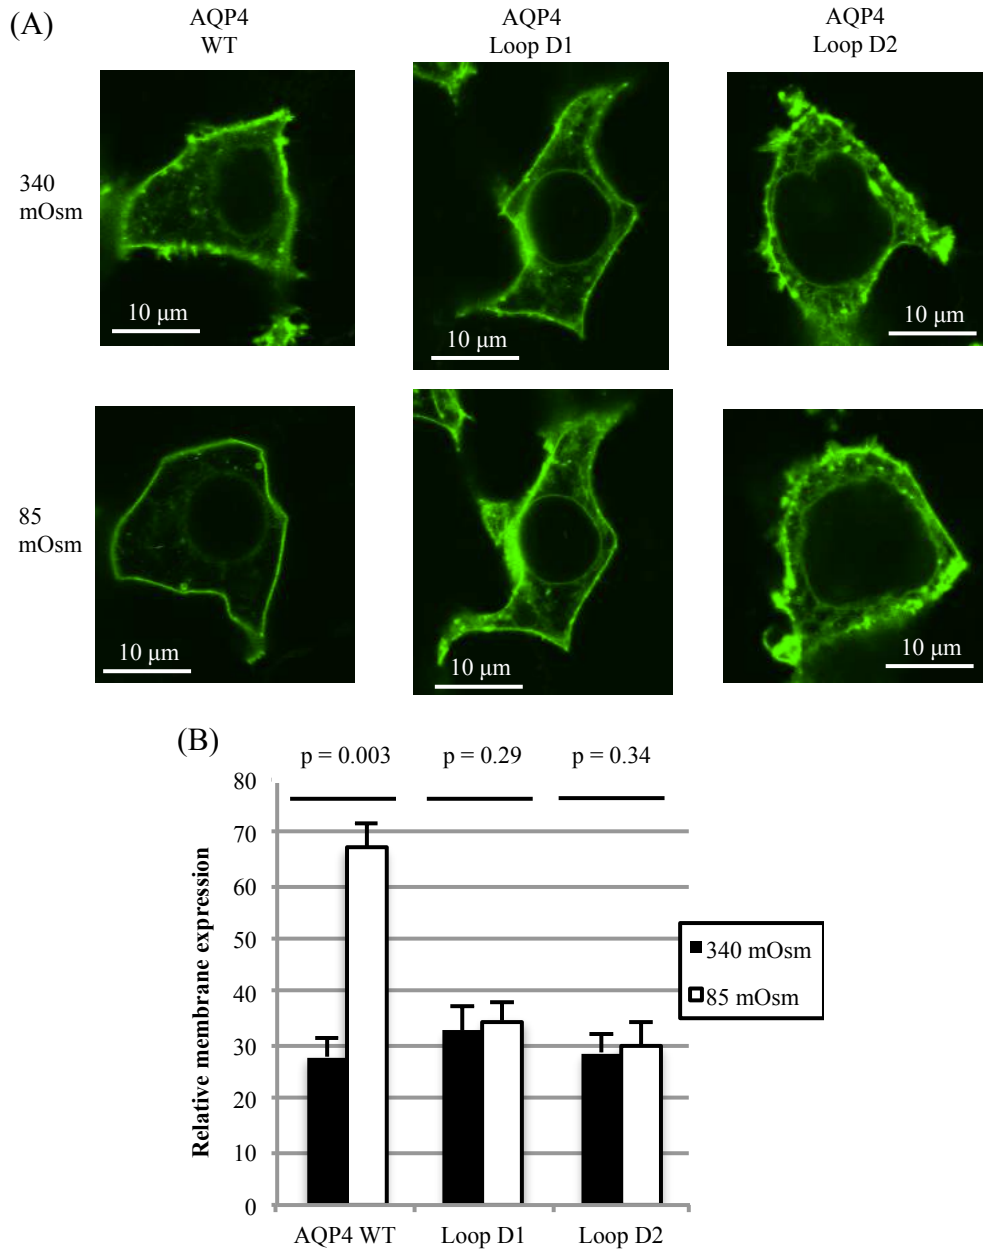 (A)
AQP4
WT
AQP4
Loop D1
AQP4
Loop D2
340
mOsm
10 μm
10 μm
10 μm
85
mOsm
10 μm
10 μm
10 μm
(B)
p = 0.003
p = 0.29
p = 0.34
Relative membrane expression
80
70
60
50
40
30
20
10
0
340 mOsm
85 mOsm
AQP4 WT
Loop D1
Loop D2